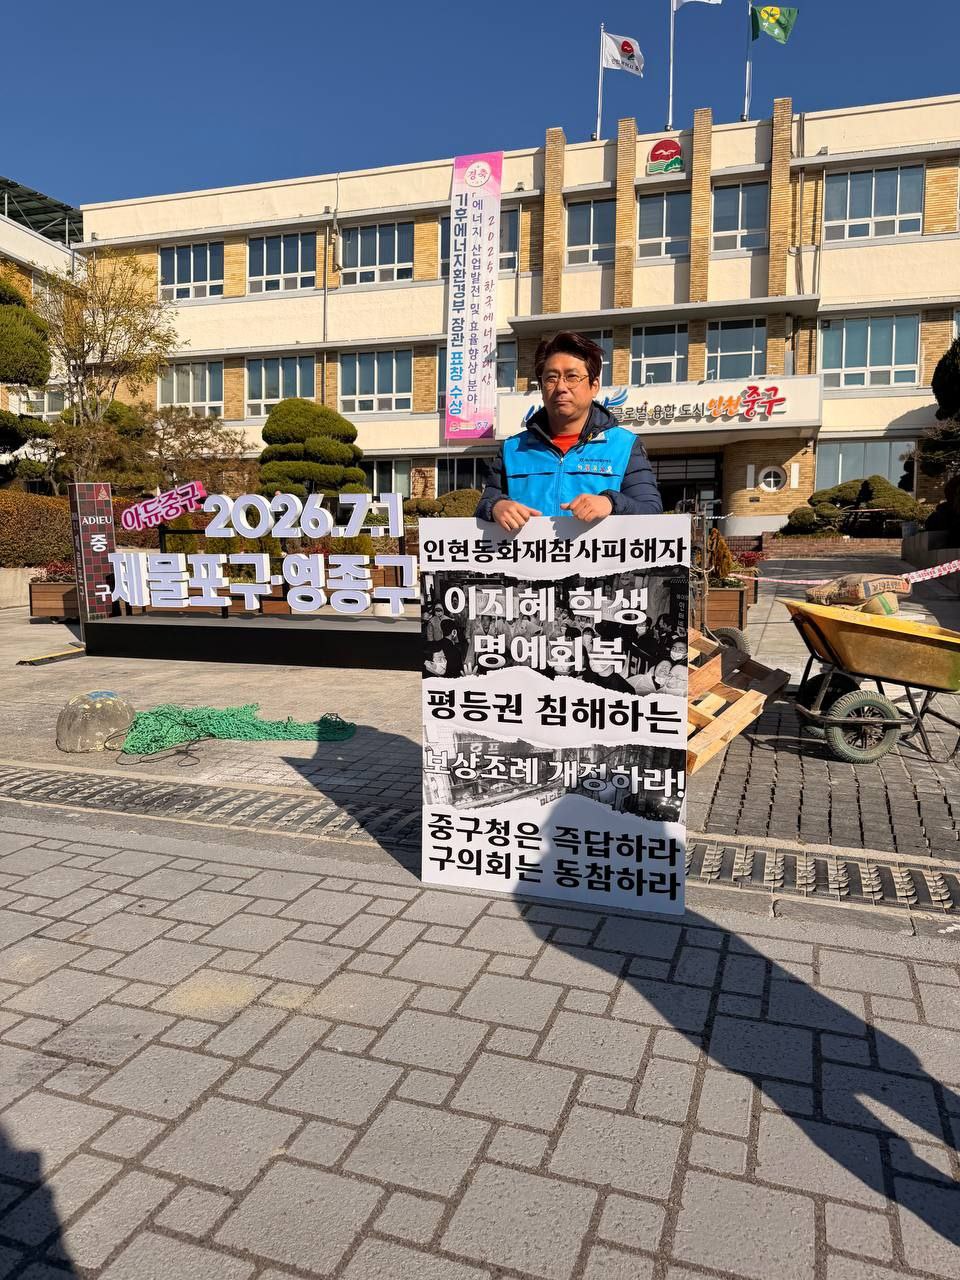 경축
2025 한국에너지대상
「에너지 산업발전 및 효율향상 분야」
기후에너지환경부 장관 표창 수상
중구
글로벌 융합 도시 인천중구
아듀중구
ADIEU
중
구
2026.7.1
제물포구·영종구
인현동화재참사피해자
이지혜 학생
명예회복
평등권 침해하는
보상조례 개정하라!
중구청은 즉답하라
구의회는 동참하라